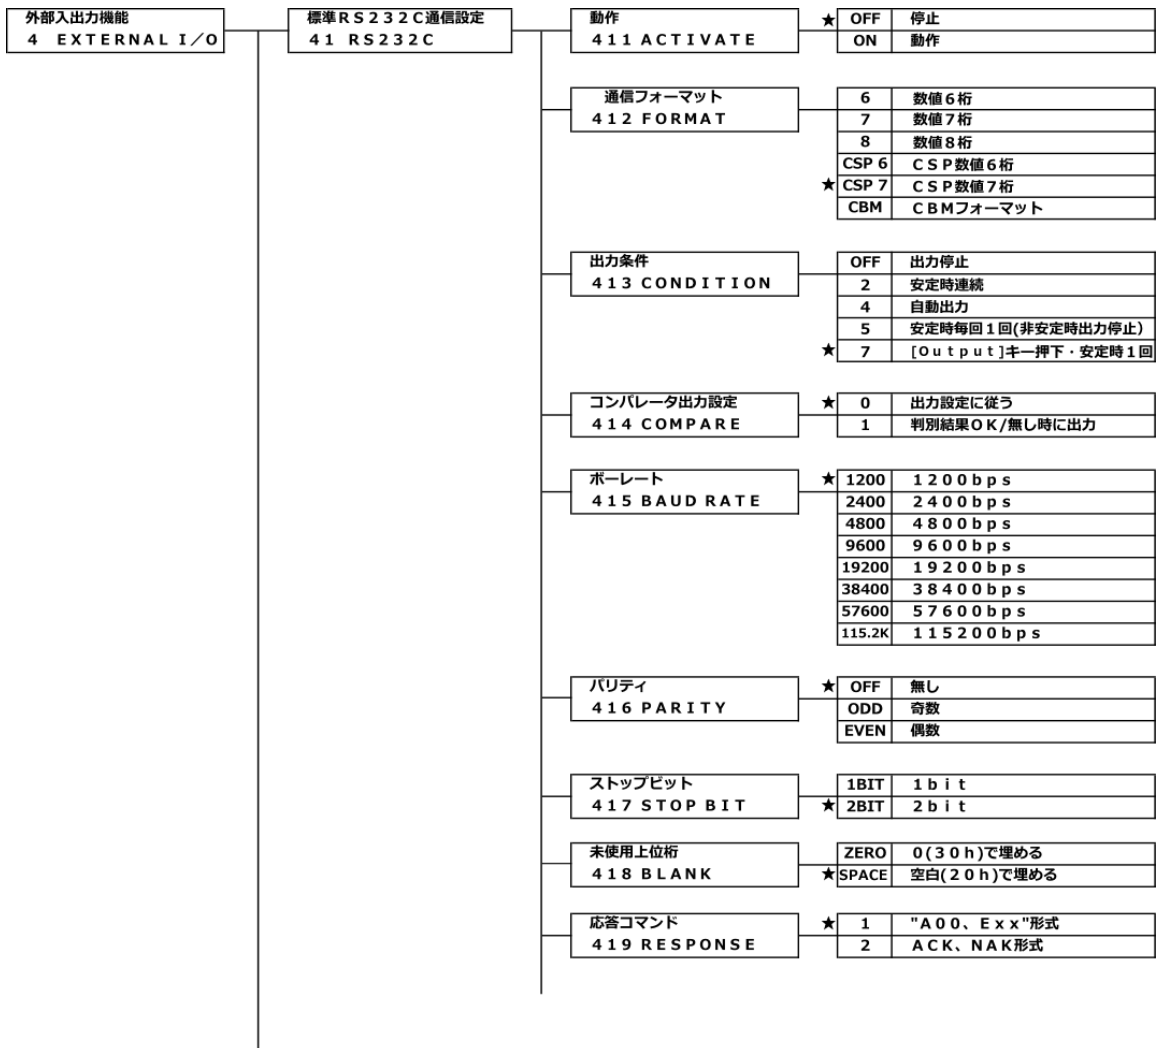 外部入出力機能
４　ＥＸＴＥＲＮＡＬ Ｉ／Ｏ
標準ＲＳ２３２Ｃ通信設定
４１ ＲＳ２３２Ｃ
動作
４１１ ＡＣＴＩＶＡＴＥ
★ OFF 停止
ON 動作
通信フォーマット
４１２ ＦＯＲＭＡＴ
6 数値６桁
7 数値７桁
8 数値８桁
CSP 6 ＣＳＰ数値６桁
★ CSP 7 ＣＳＰ数値７桁
CBM ＣＢＭフォーマット
出力条件
４１３ ＣＯＮＤＩＴＩＯＮ
OFF 出力停止
2 安定時連続
4 自動出力
5 安定時毎回１回(非安定時出力停止）
★ 7 [Ｏｕｔｐｕｔ]キー押下・安定時１回
コンパレータ出力設定
４１４ ＣＯＭＰＡＲＥ
★ 0 出力設定に従う
1 判別結果ＯＫ/無し時に出力
ボーレート
４１５ ＢＡＵＤ ＲＡＴＥ
★ 1200 １２００ｂｐｓ
2400 ２４００ｂｐｓ
4800 ４８００ｂｐｓ
9600 ９６００ｂｐｓ
19200 １９２００ｂｐｓ
38400 ３８４００ｂｐｓ
57600 ５７６００ｂｐｓ
115.2K １１５２００ｂｐｓ
パリティ
４１６ ＰＡＲＩＴＹ
★ OFF 無し
ODD 奇数
EVEN 偶数
ストップビット
４１７ ＳＴＯＰ ＢＩＴ
1BIT １ｂｉｔ
★ 2BIT ２ｂｉｔ
未使用上位桁
４１８ ＢＬＡＮＫ
ZERO ０(３０ｈ)で埋める
★ SPACE 空白(２０ｈ)で埋める
応答コマンド
４１９ ＲＥＳＰＯＮＳＥ
★ 1 "Ａ００、Ｅｘｘ"形式
2 ＡＣＫ、ＮＡＫ形式